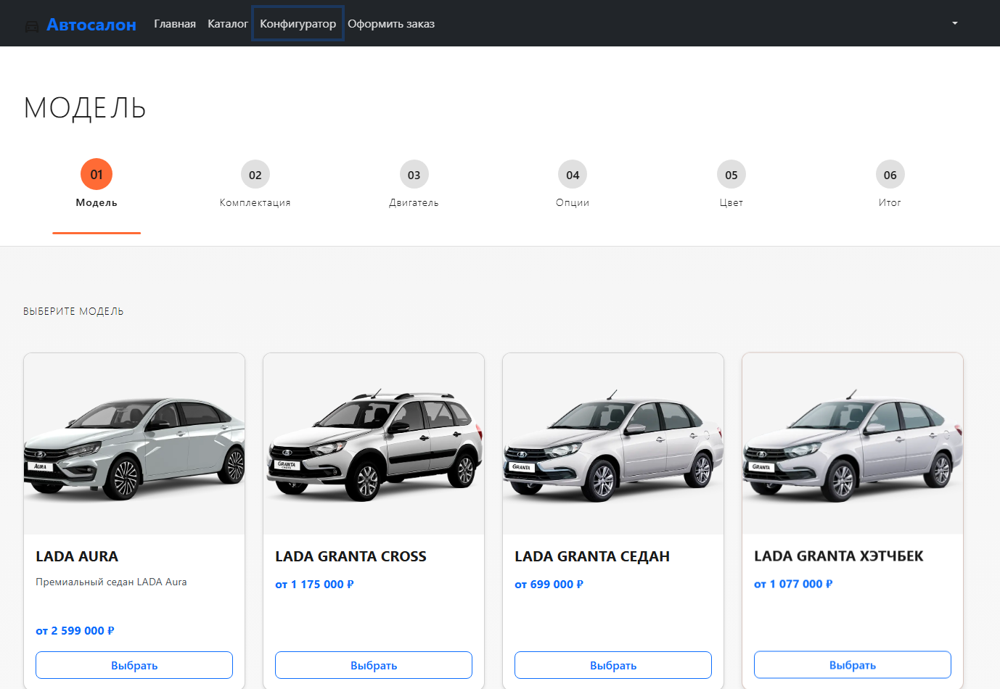 Автосалон Главная Каталог Конфигуратор Оформить заказ
МОДЕЛЬ
01 02 03 04 05 06
Модель Комплектация Двигатель Опции Цвет Итог
ВЫБЕРИТЕ МОДЕЛЬ
AURA
GRANTA
CROSS
GRANTA
GRANTA
LADA AURA
Премиальный седан LADA Aura
от 2 599 000 ₽
Выбрать
LADA GRANTA CROSS
от 1 175 000 ₽
Выбрать
LADA GRANTA СЕДАН
от 699 000 ₽
Выбрать
LADA GRANTA ХЭТЧБЕК
от 1 077 000 ₽
Выбрать